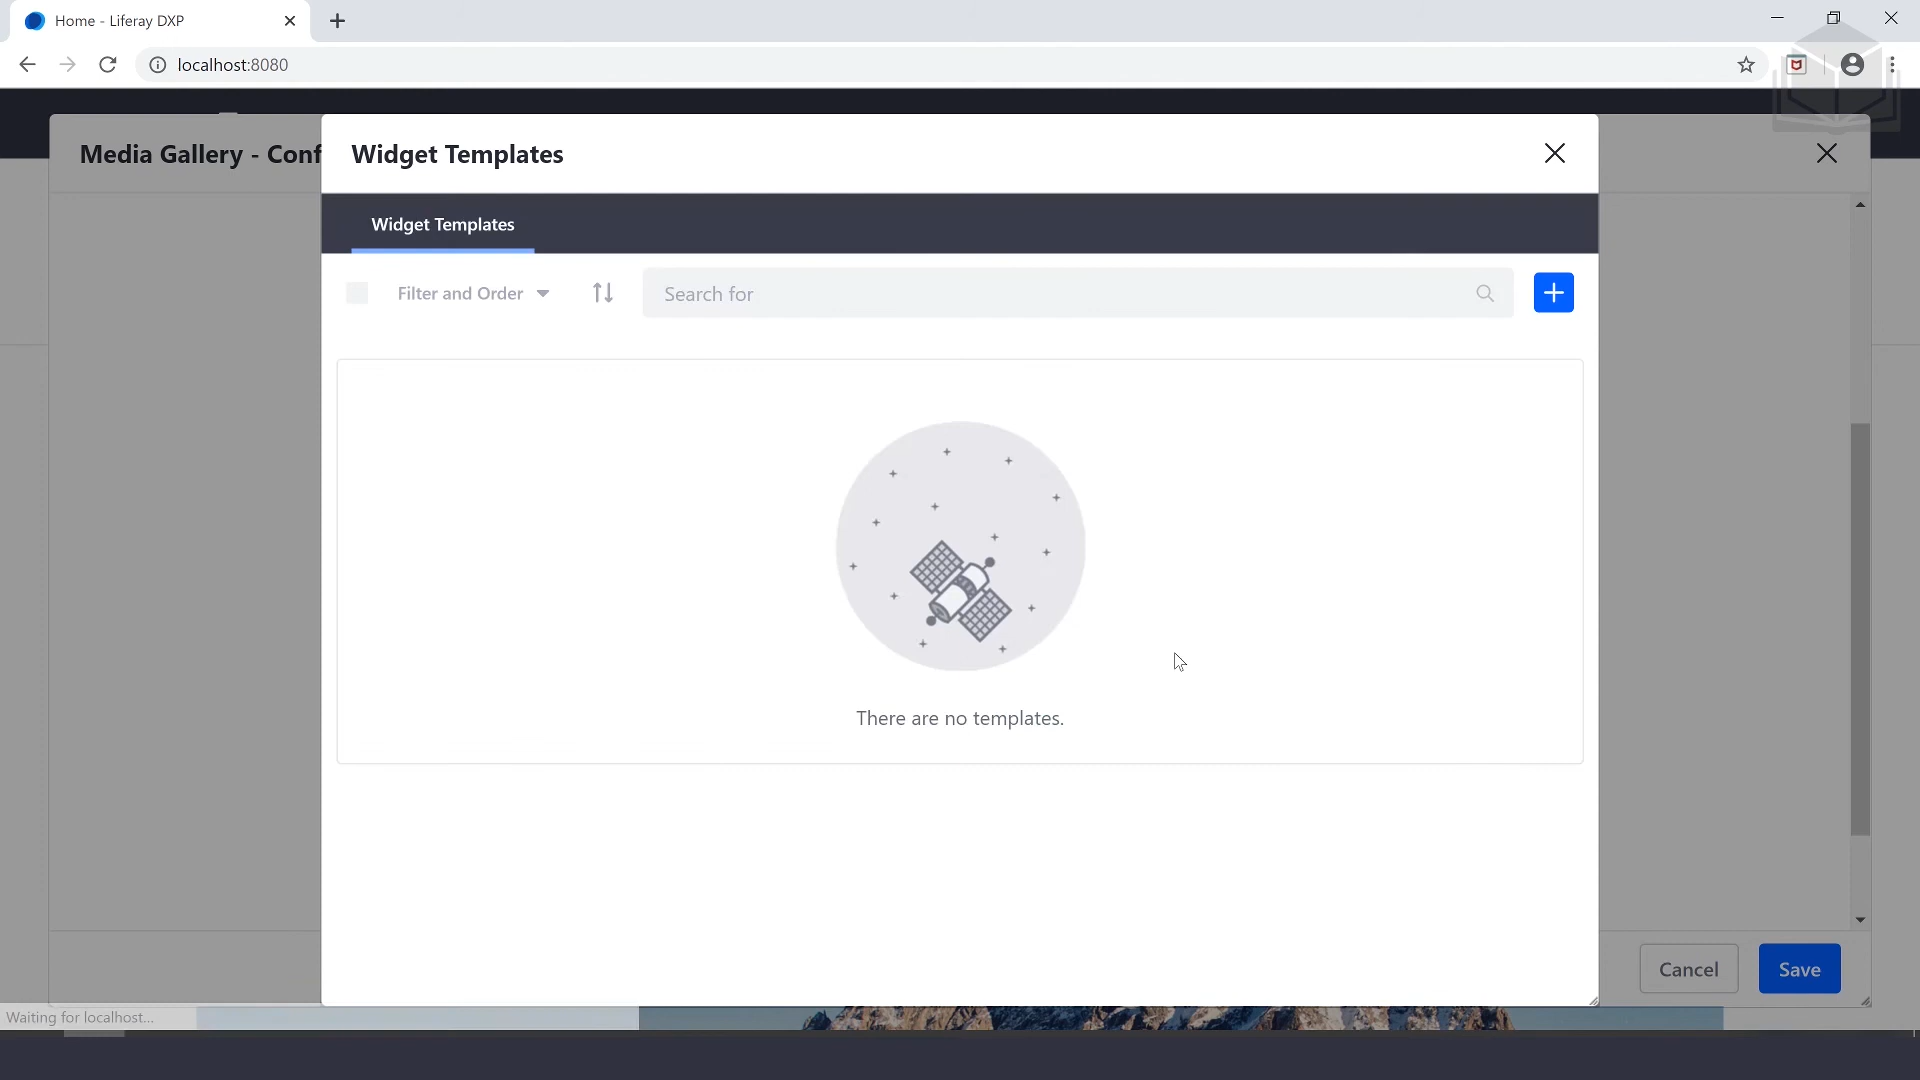 Home - Liferay DXP
localhost:8080
Media Gallery - Conf
Widget Templates
Widget Templates
Filter and Order
Search for
There are no templates.
Cancel
Save
Waiting for localhost...